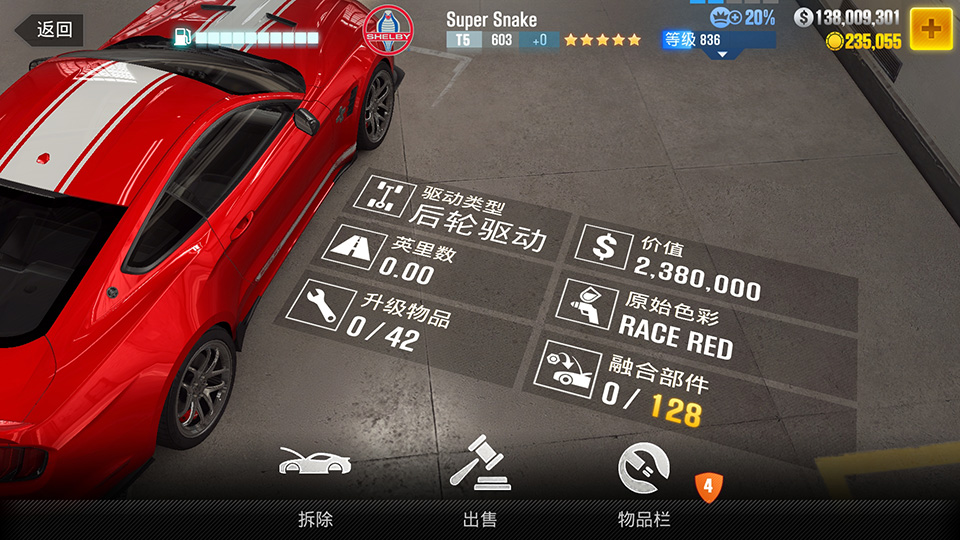 返回
SHELBY
Super Snake
T5 603 +0
20%
138,009,301
等级 836
235,055
驱动类型
后轮驱动
英里数
0.00
升级物品
0/42
价值
2,380,000
原始色彩
RACE RED
融合部件
0/128
4
拆除
出售
物品栏